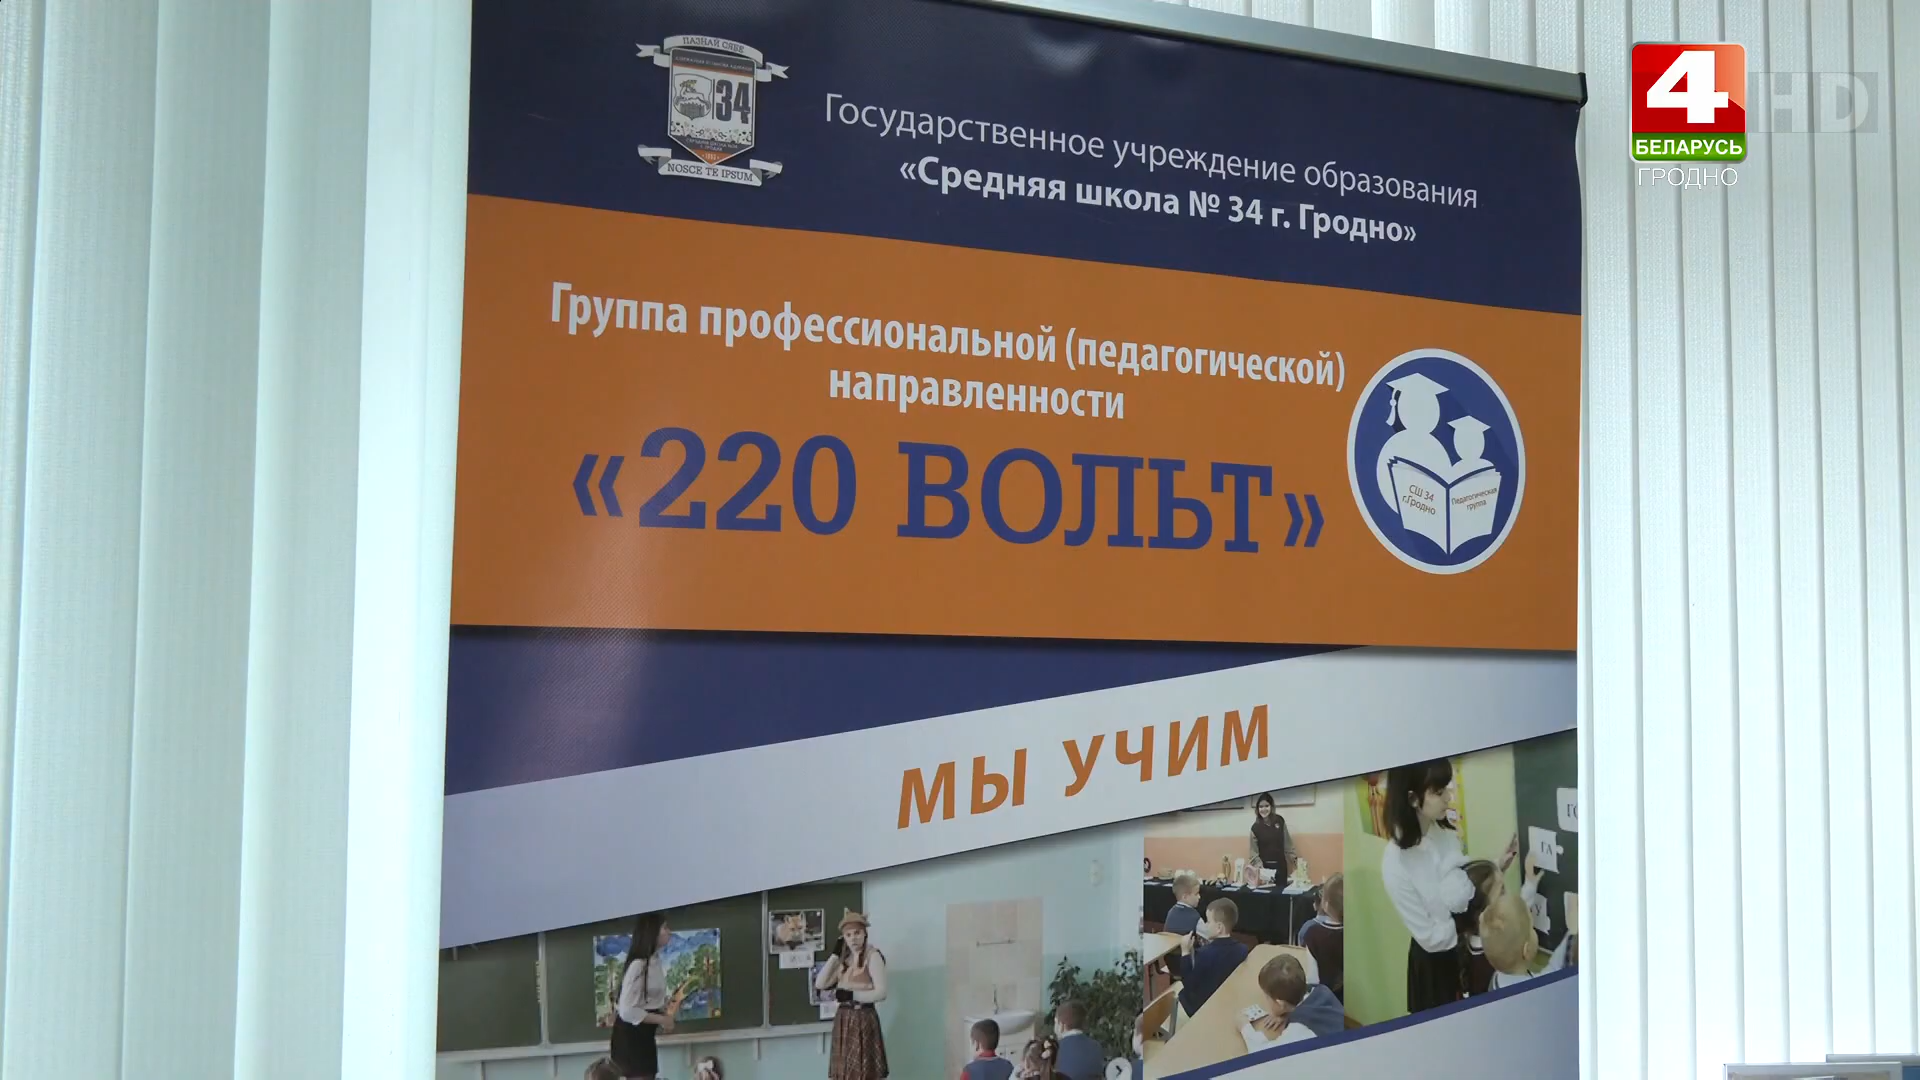 ПАЗНАЙ СЯБЕ
34
NOSCE TE IPSUM
Государственное учреждение образования
«Средняя школа № 34 г. Гродно»
4
HD
БЕЛАРУСЬ
ГРОДНО
Группа профессиональной (педагогической)
направленности
«220 ВОЛЬТ»
СШ 34
г.Гродно
Педагогическая
группа
МЫ УЧИМ
ГА